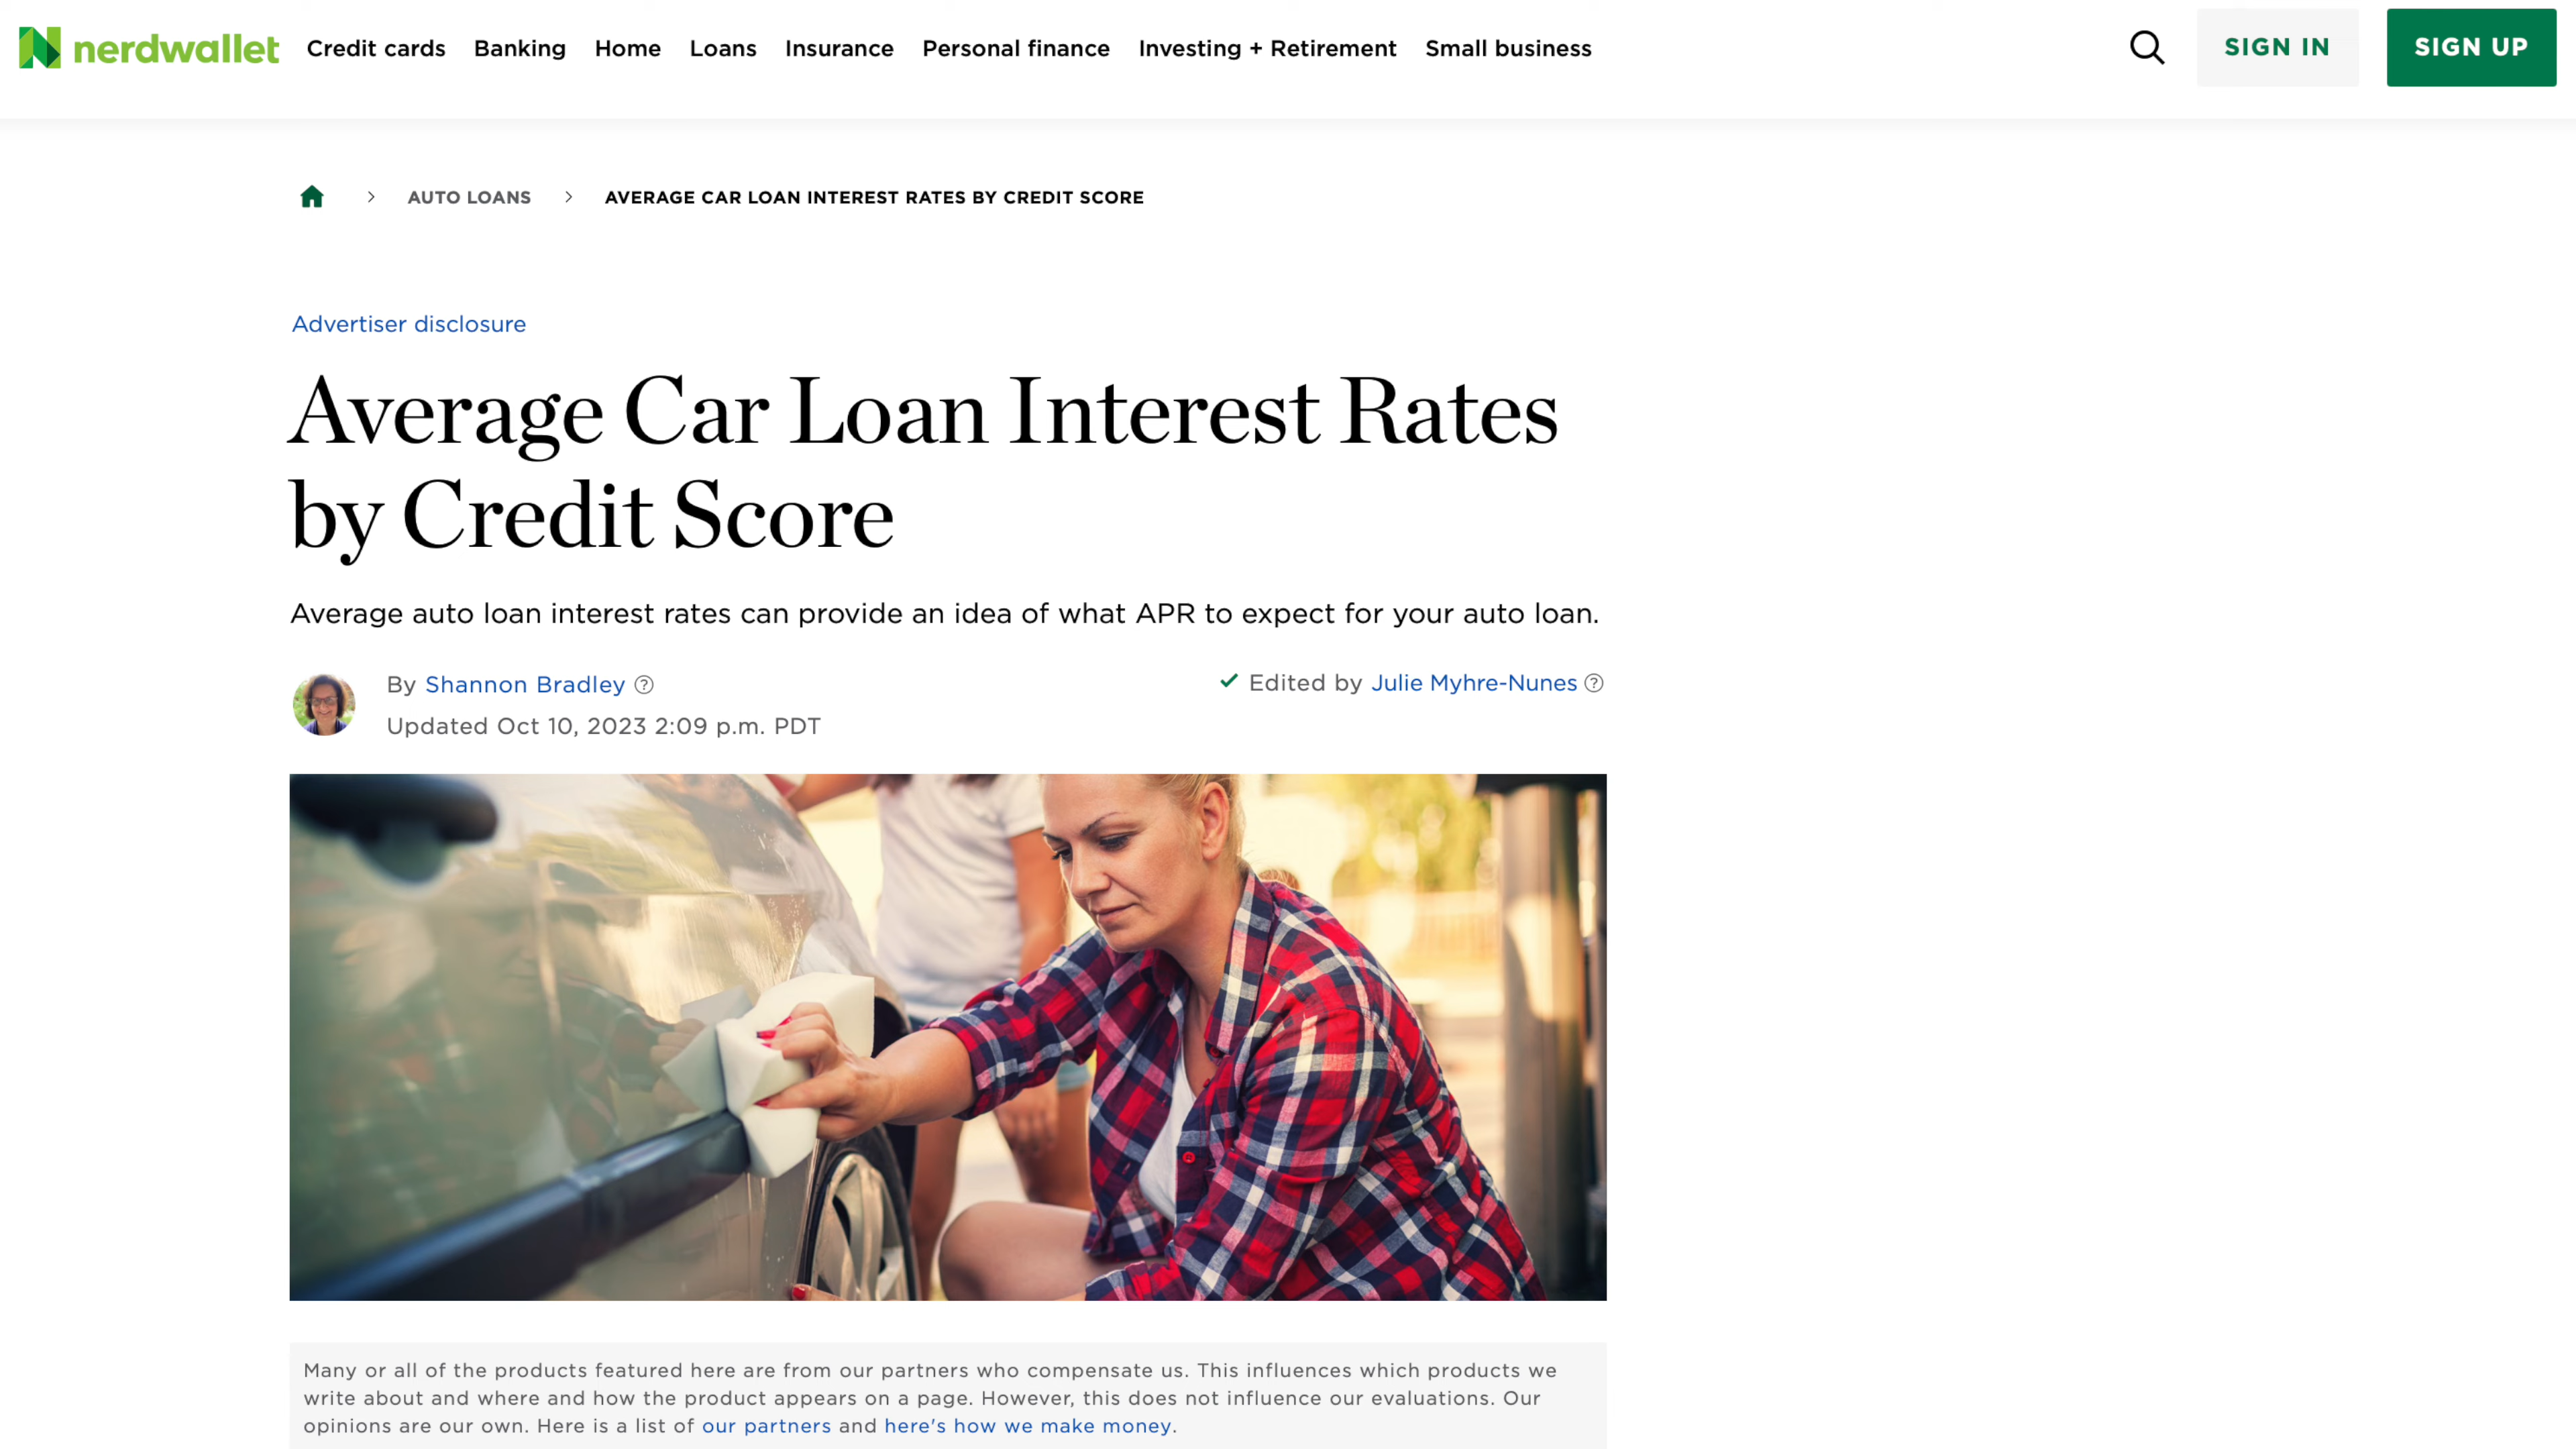 nerdwallet Credit cards Banking Home Loans Insurance Personal finance Investing + Retirement Small business SIGN IN SIGN UP
AUTO LOANS AVERAGE CAR LOAN INTEREST RATES BY CREDIT SCORE
Advertiser disclosure
Average Car Loan Interest Rates
by Credit Score
Average auto loan interest rates can provide an idea of what APR to expect for your auto loan.
By Shannon Bradley ? Edited by Julie Myhre-Nunes ?
Updated Oct 10, 2023 2:09 p.m. PDT
Many or all of the products featured here are from our partners who compensate us. This influences which products we
write about and where and how the product appears on a page. However, this does not influence our evaluations. Our
opinions are our own. Here is a list of our partners and here's how we make money.